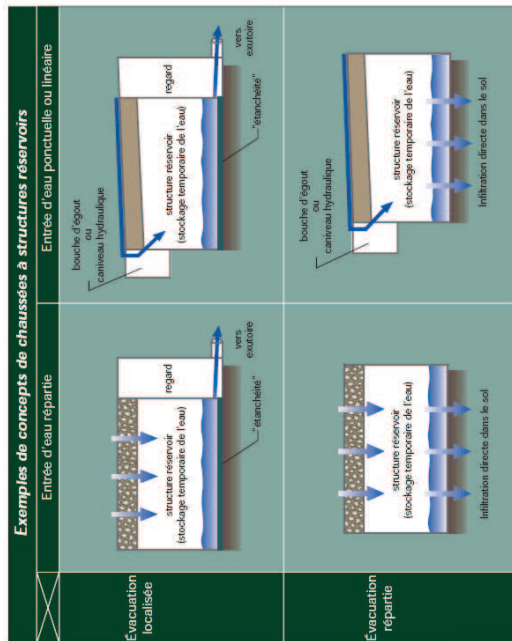 Exemples de concepts de chaussées à structures réservoirs
Entrée d'eau répartie
Entrée d'eau ponctuelle ou linéaire
Évacuation
localisée
structure réservoir
(stockage temporaire de l'eau)
regard
"étanchéité"
vers
exutoire
bouche d'égout
ou
caniveau hydraulique
structure réservoir
(stockage temporaire de l'eau)
regard
"étanchéité"
vers
exutoire
Évacuation
répartie
structure réservoir
(stockage temporaire de l'eau)
Infiltration directe dans le sol
bouche d'égout
ou
caniveau hydraulique
structure réservoir
(stockage temporaire de l'eau)
Infiltration directe dans le sol